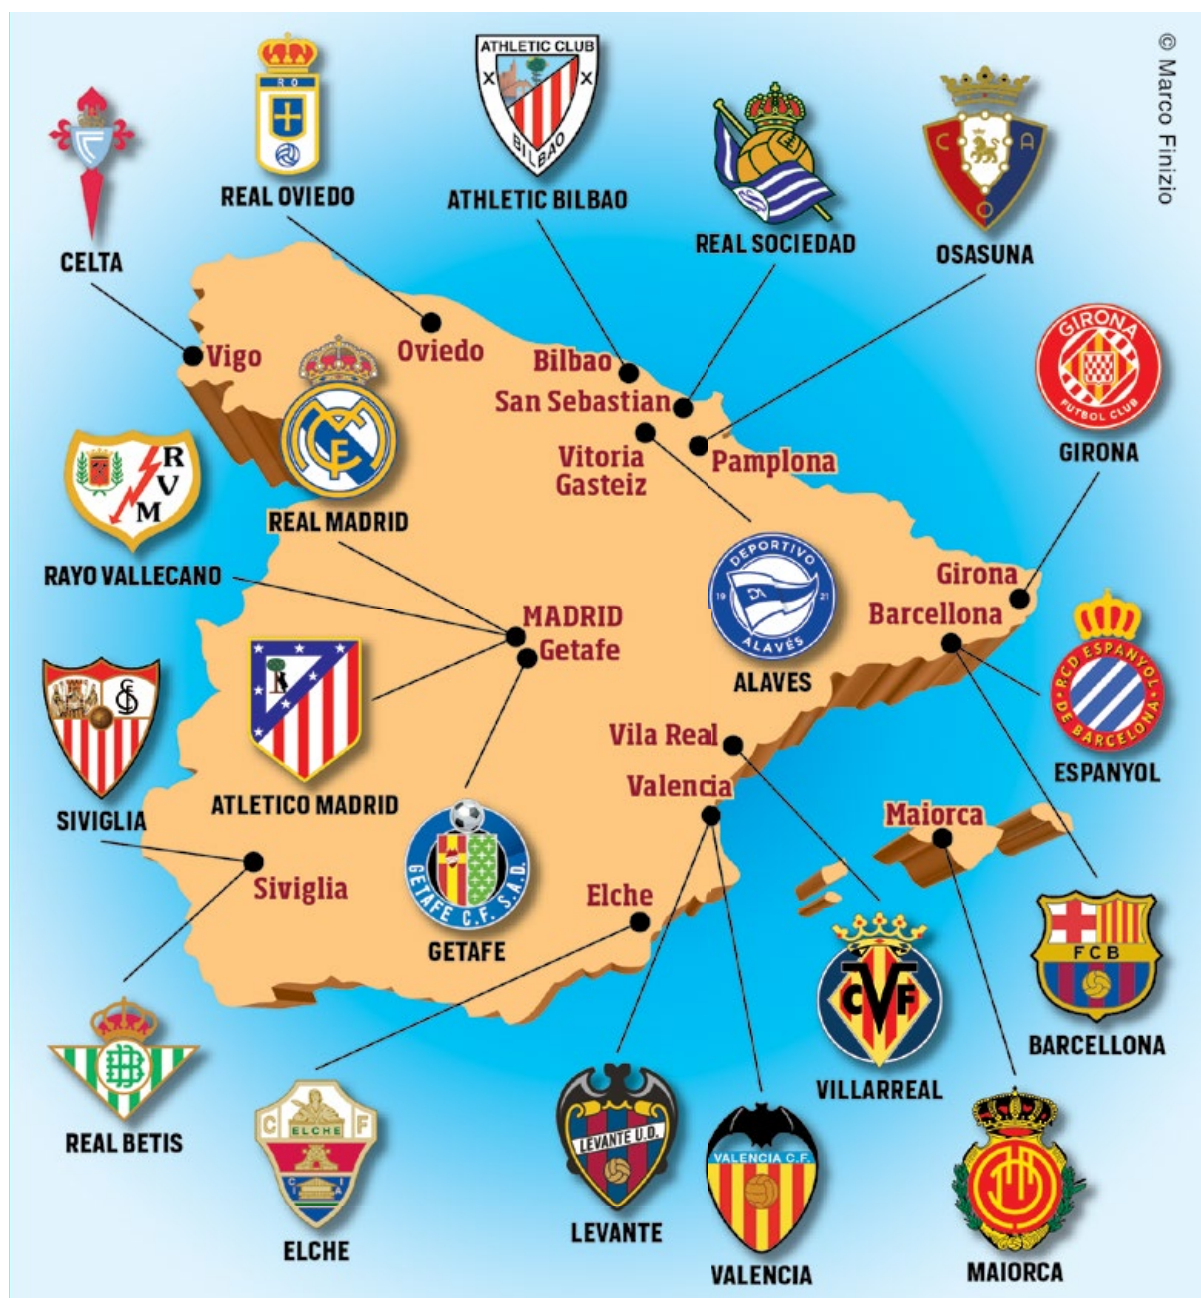 © Marco Finizio
ATHLETIC CLUB
BILBAO
R O
REAL OVIEDO
ATHLETIC BILBAO
REAL SOCIEDAD
C A
O
OSASUNA
CELTA
Vigo
Oviedo
Bilbao
San Sebastian
Vitoria
Gasteiz
Pamplona
GIRONA
FUTBOL CLUB
GIRONA
R
V
M
RAYO VALLECANO
REAL MADRID
MADRID
Getafe
DEPORTIVO
19 21
ALAVÉS
ALAVES
Girona
Barcellona
RCD ESPANYOL
DE BARCELONA
ESPANYOL
SIVIGLIA
ATLETICO MADRID
Vila Real
Valencia
Maiorca
Siviglia
GETAFE C.F. S.A.D.
GETAFE
Elche
CVF
VILLARREAL
FCB
BARCELLONA
REAL BETIS
C F
ELCHE
ELCHE
LEVANTE U.D.
LEVANTE
VALENCIA C.F.
VALENCIA
MAIORCA